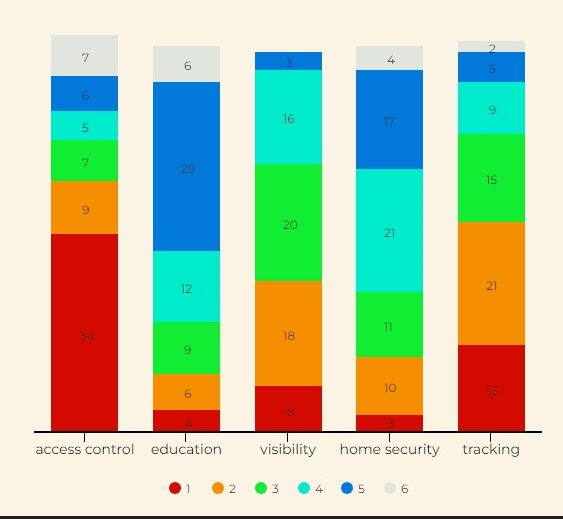 7 6 4 2
6 3 5
5 29 16 17 9
7 20 21 15
9 12 18 11 21
34 9 8 10 15
6 3
4
access control education visibility home security tracking
1 2 3 4 5 6